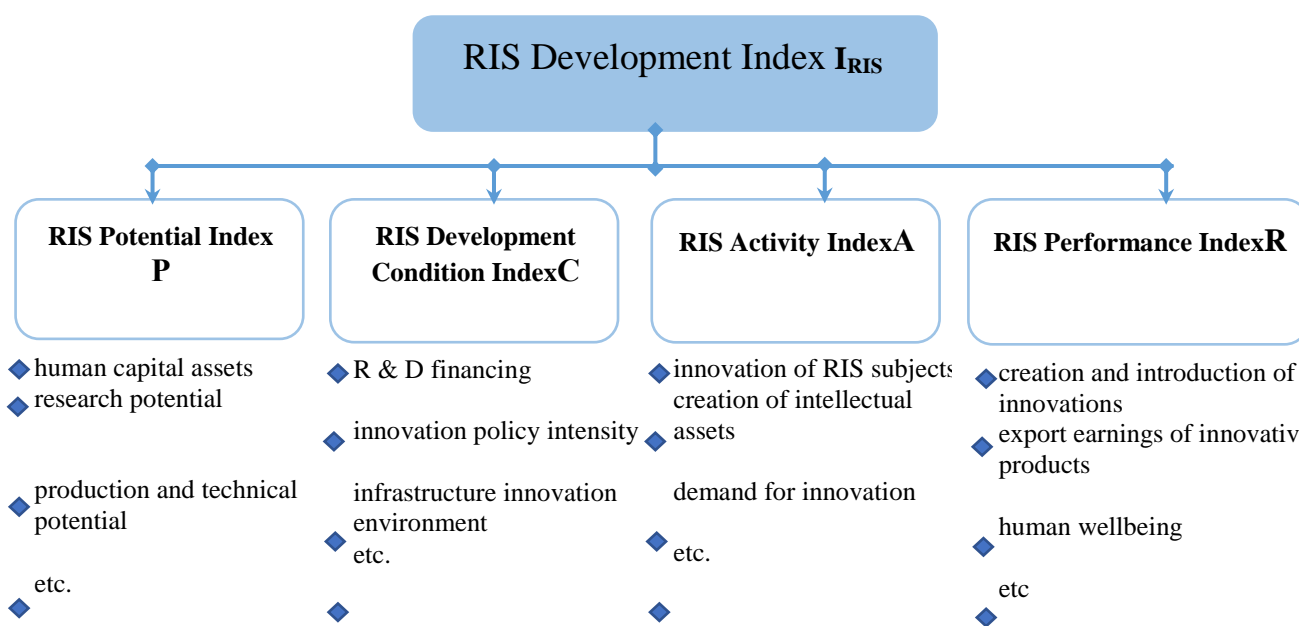 RIS Development Index I_RIS
RIS Potential Index
P
RIS Development
Condition IndexC
RIS Activity IndexA
RIS Performance IndexR
human capital assets
research potential
production and technical
potential
etc.
R & D financing
innovation policy intensity
infrastructure innovation
environment
etc.
innovation of RIS subjects
creation of intellectual
assets
demand for innovation
etc.
creation and introduction of
innovations
export earnings of innovativ
products
human wellbeing
etc